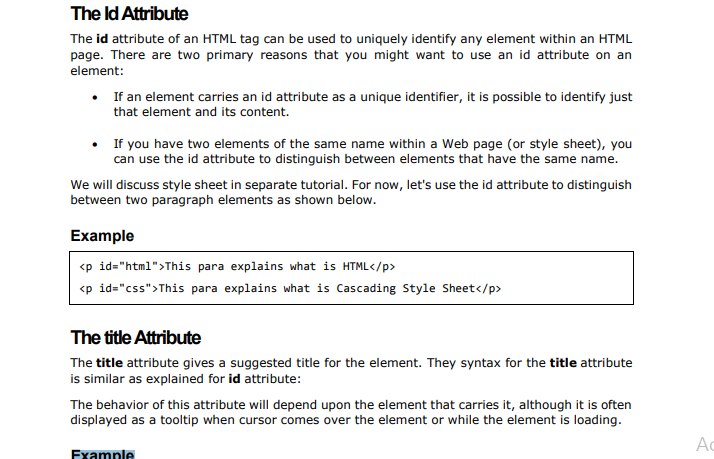 The Id Attribute
The id attribute of an HTML tag can be used to uniquely identify any element within an HTML
page. There are two primary reasons that you might want to use an id attribute on an
element:
• If an element carries an id attribute as a unique identifier, it is possible to identify just
that element and its content.
• If you have two elements of the same name within a Web page (or style sheet), you
can use the id attribute to distinguish between elements that have the same name.
We will discuss style sheet in separate tutorial. For now, let's use the id attribute to distinguish
between two paragraph elements as shown below.
Example
<p id="html">This para explains what is HTML</p>
<p id="css">This para explains what is Cascading Style Sheet</p>
The title Attribute
The title attribute gives a suggested title for the element. They syntax for the title attribute
is similar as explained for id attribute:
The behavior of this attribute will depend upon the element that carries it, although it is often
displayed as a tooltip when cursor comes over the element or while the element is loading.
Example